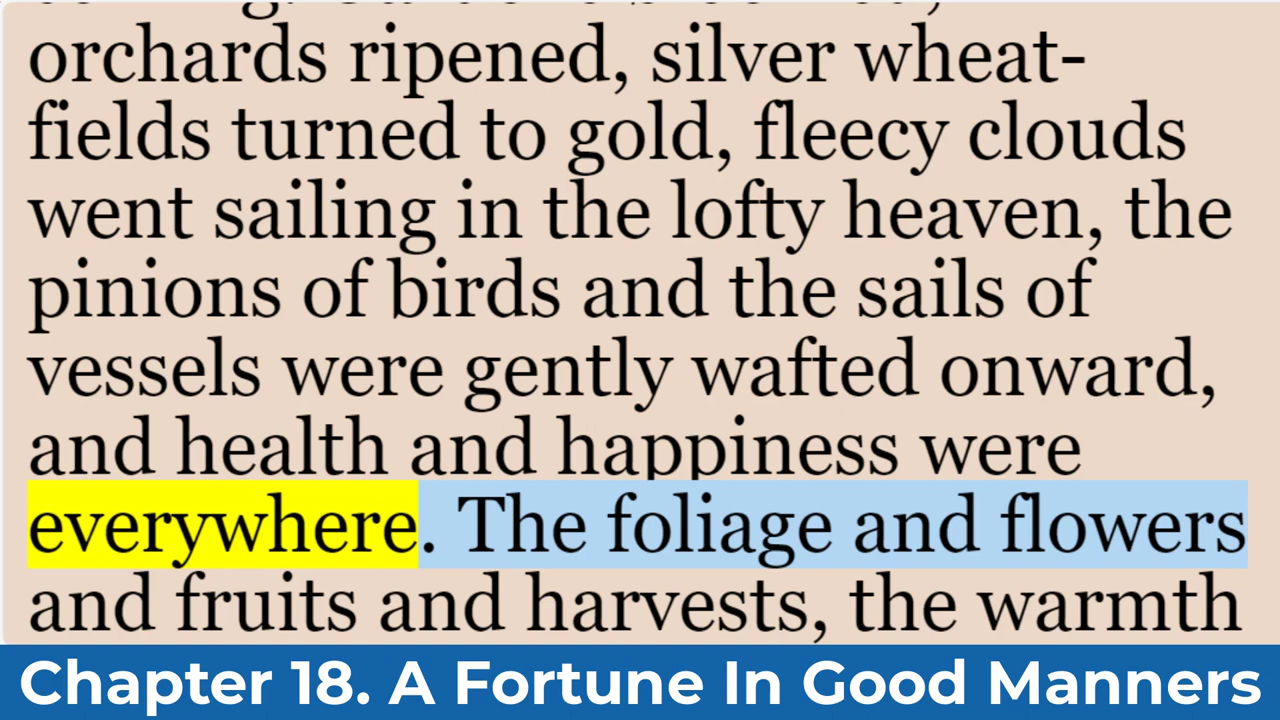 orchards ripened, silver wheat-
fields turned to gold, fleecy clouds
went sailing in the lofty heaven, the
pinions of birds and the sails of
vessels were gently wafted onward,
and health and happiness were
everywhere. The foliage and flowers
and fruits and harvests, the warmth
Chapter 18. A Fortune In Good Manners